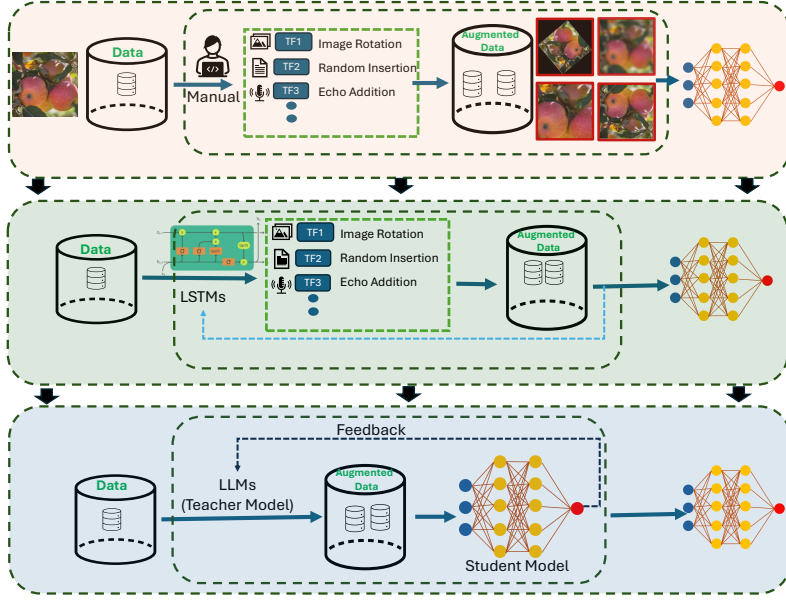 Data
Manual
TF1 Image Rotation
TF2 Random Insertion
TF3 Echo Addition
Augmented
Data
Data
LSTMs
TF1 Image Rotation
TF2 Random Insertion
TF3 Echo Addition
Augmented
Data
Feedback
Data
LLMs
(Teacher Model)
Augmented
Data
Student Model